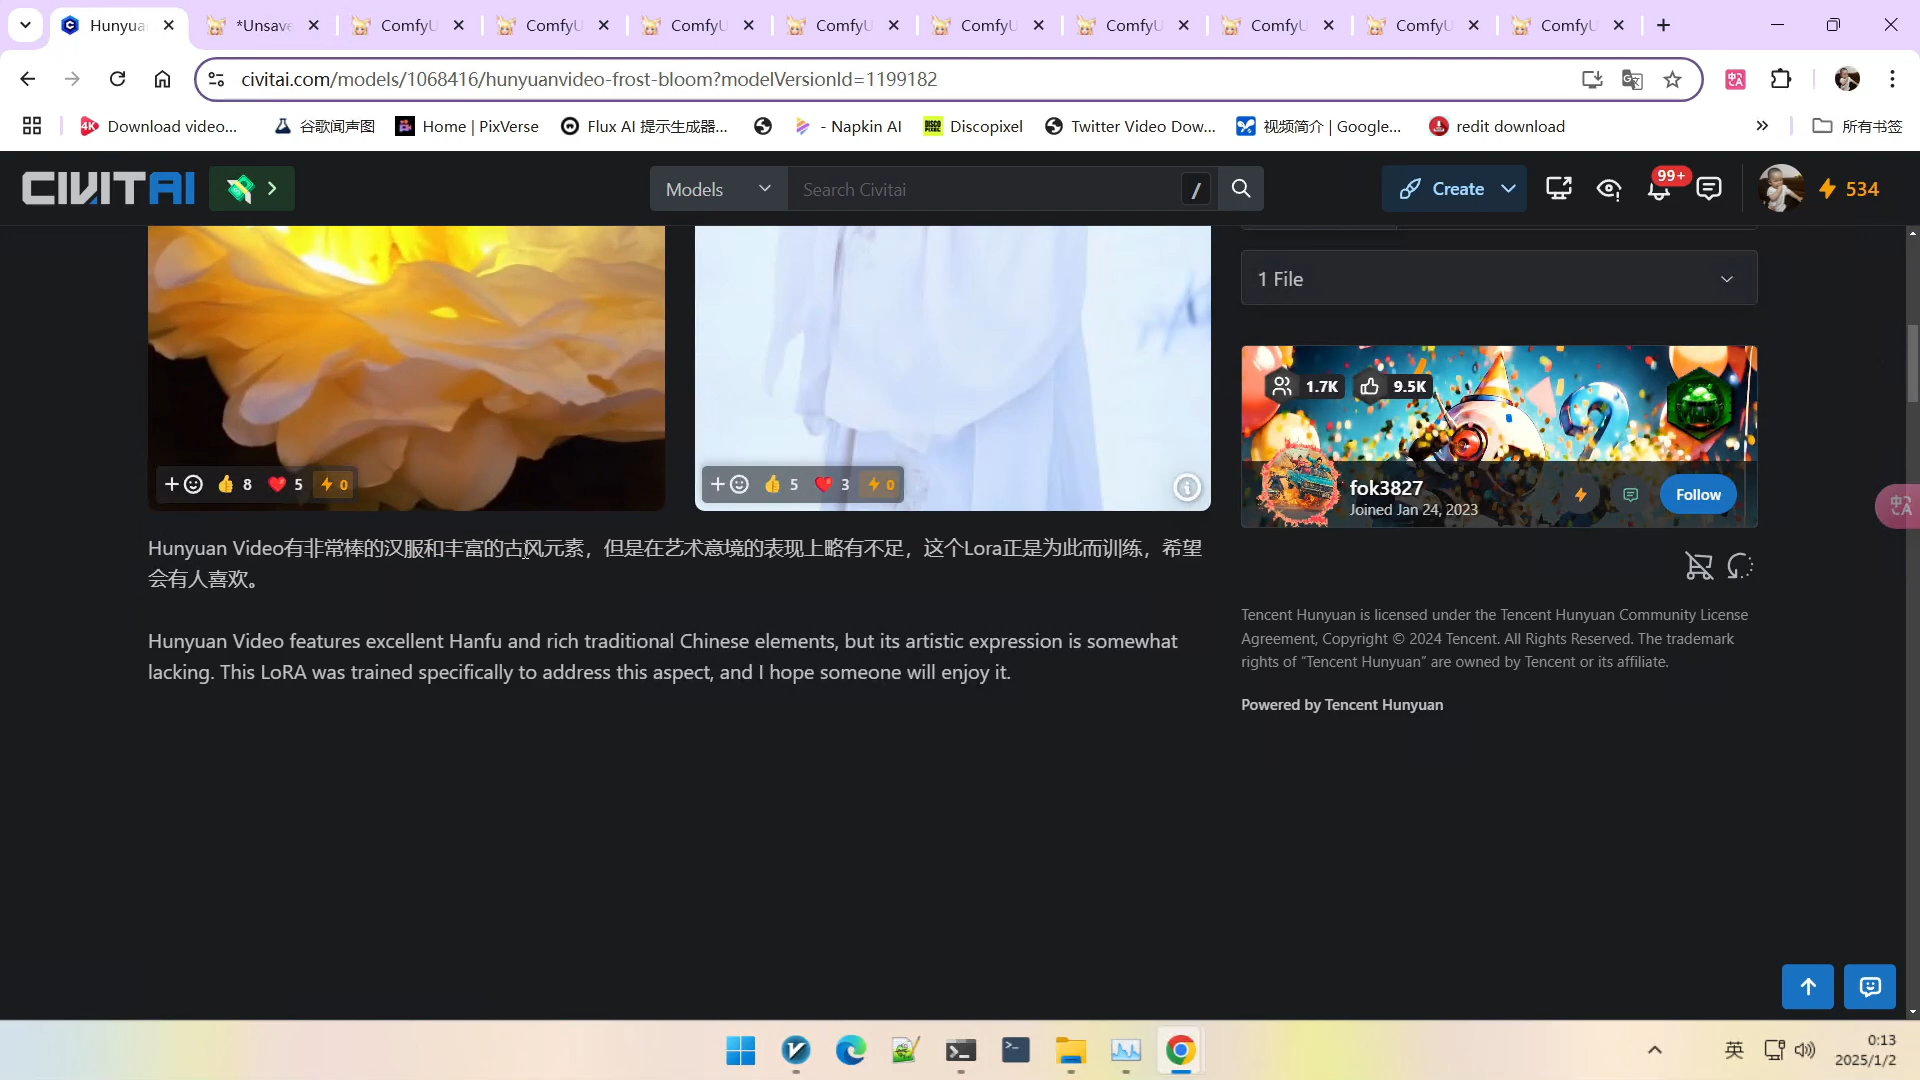 Hunyua
*Unsave
ComfyU
ComfyU
ComfyU
ComfyU
ComfyU
ComfyU
ComfyU
ComfyU
ComfyU
civitai.com/models/1068416/hunyuanvideo-frost-bloom?modelVersionId=1199182
4K Download video...
谷歌闻声图
Home | PixVerse
Flux AI 提示生成器...
- Napkin AI
Discopixel
Twitter Video Dow...
视频简介 | Google...
redit download
所有书签
CIVITAI
Models
Search Civitai
/
Create
99+
534
1 File
1.7K
9.5K
8
5
0
5
3
0
fok3827
Joined Jan 24, 2023
Follow
Hunyuan Video有非常棒的汉服和丰富的古风元素，但是在艺术意境的表现上略有不足，这个Lora正是为此而训练，希望
会有人喜欢。
Hunyuan Video features excellent Hanfu and rich traditional Chinese elements, but its artistic expression is somewhat
lacking. This LoRA was trained specifically to address this aspect, and I hope someone will enjoy it.
Tencent Hunyuan is licensed under the Tencent Hunyuan Community License
Agreement, Copyright © 2024 Tencent. All Rights Reserved. The trademark
rights of “Tencent Hunyuan” are owned by Tencent or its affiliate.
Powered by Tencent Hunyuan
英
0:13
2025/1/2